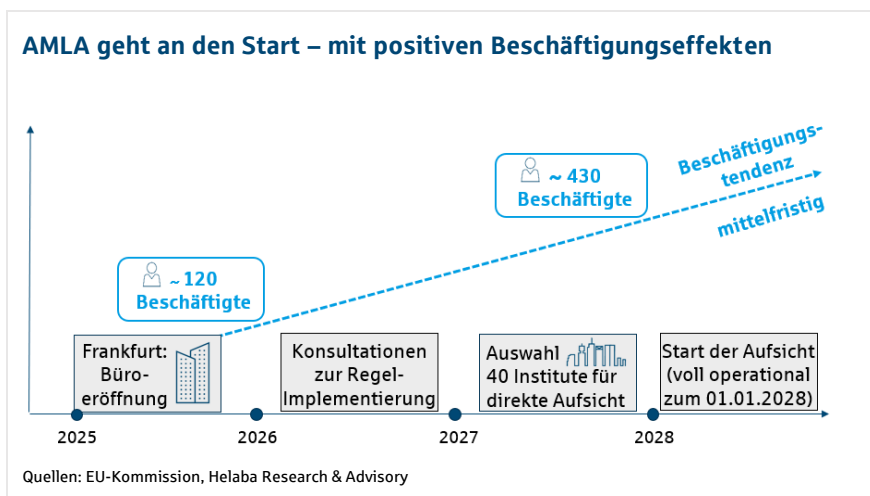 AMLA geht an den Start – mit positiven Beschäftigungseffekten
~ 120
Beschäftigte
~ 430
Beschäftigte
Beschäftigungs-
tendenz
mittelfristig
Frankfurt:
Büro-
eröffnung
Konsultationen
zur Regel-
Implementierung
Auswahl
40 Institute für
direkte Aufsicht
Start der Aufsicht
(voll operational
zum 01.01.2028)
2025
2026
2027
2028
Quellen: EU-Kommission, Helaba Research & Advisory